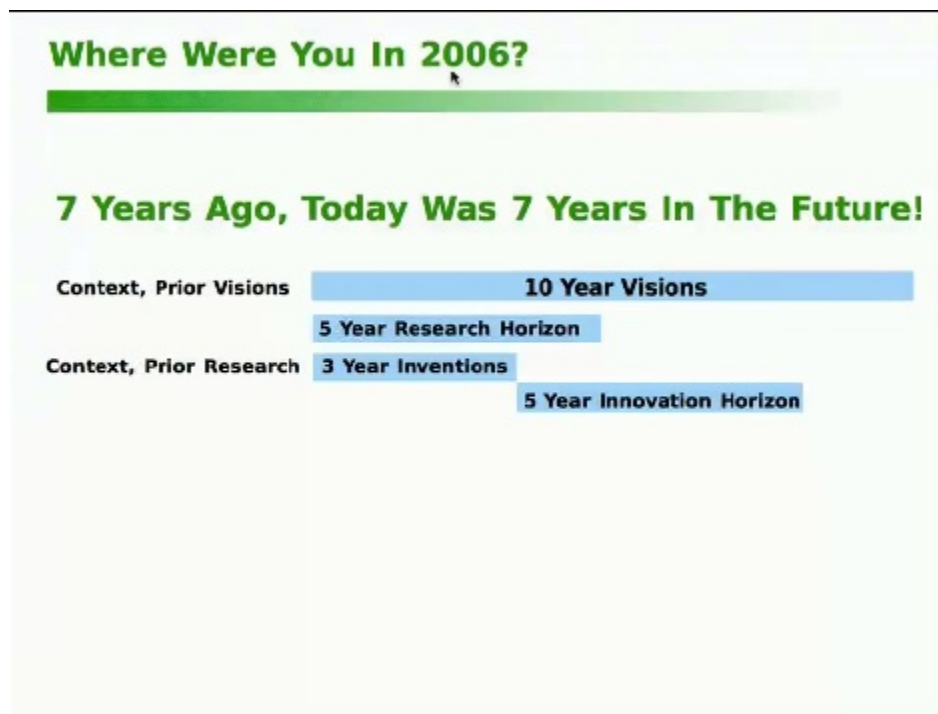 Where Were You In 2006?
7 Years Ago, Today Was 7 Years In The Future!
Context, Prior Visions 10 Year Visions
5 Year Research Horizon
Context, Prior Research 3 Year Inventions
5 Year Innovation Horizon